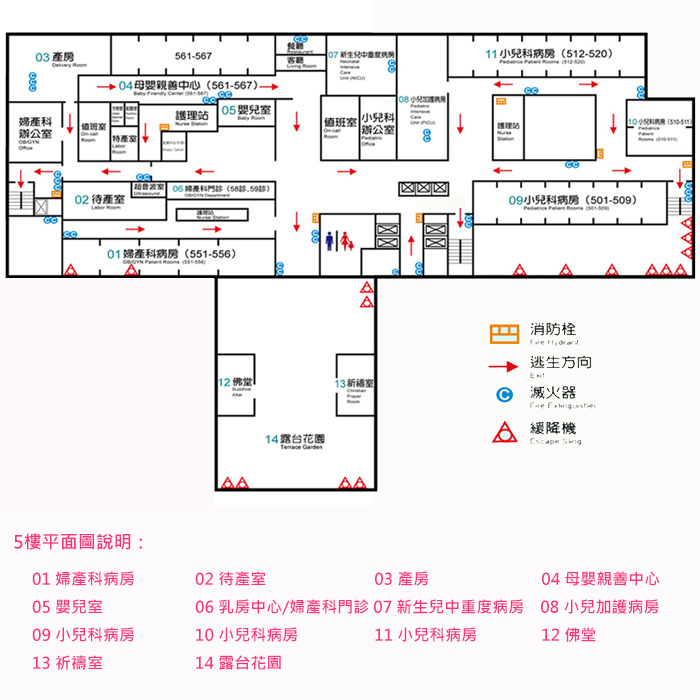 03 產房
Delivery Room
561-567
餐廳
Restaurant
客廳
Living Room
07 新生兒中重度病房
Neonatal
Intensive
Care
Unit (NICU)
11 小兒科病房 (512-520)
Pediatrics Patient Rooms (512-520)
04 母嬰親善中心 (561-567)
Baby-Friendly Center (561-567)
婦產科
辦公室
OB/GYN
Office
值班室
On-call
Room
特產室
Labor
Room
護理站
Nurse Station
05 嬰兒室
Baby Room
值班室
On-call
Room
小兒科
辦公室
Pediatric
Office
08 小兒加護病房
Pediatric
Intensive
Care
Unit (PICU)
護理站
Nurse
Station
10 小兒科病房 (510-511)
Pediatrics
Patient
Rooms (510-511)
02 待產室
Labor Room
超音波室
Ultrasound
06 婦產科門診 (58診,59診)
OB/GYN Department
護理站
Nurse Station
09 小兒科病房 (501-509)
Pediatrics Patient Rooms (501-509)
01 婦產科病房 (551-556)
OB/GYN Patient Rooms (551-556)
12 佛堂
Buddhist
Altar
13 祈禱室
Christian
Prayer
Room
14 露台花園
Terrace Garden
消防栓
Fire Hydrant
逃生方向
Exit
滅火器
Fire Extinguisher
緩降機
Escape Sling
5樓平面圖說明：
01 婦產科病房 02 待產室 03 產房 04 母嬰親善中心
05 嬰兒室 06 乳房中心/婦產科門診 07 新生兒中重度病房 08 小兒加護病房
09 小兒科病房 10 小兒科病房 11 小兒科病房 12 佛堂
13 祈禱室 14 露台花園